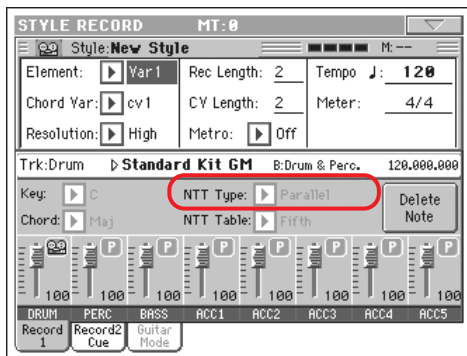 STYLE RECORD MT:0
Style:New Style M:--
Element: Var1 Rec Length: 2 Tempo ♩: 120
Chord Var: cv1 CV Length: 2 Meter: 4/4
Resolution: High Metro: Off
Trk:Drum Standard Kit GM B:Drum & Perc. 120.000.000
Key: C NTT Type: Parallel Delete Note
Chord: Maj NTT Table: Fifth
P P P P P P P P
100 100 100 100 100 100 100 100
DRUM PERC BASS ACC1 ACC2 ACC3 ACC4 ACC5
Record 1 Record2 Cue Guitar Mode